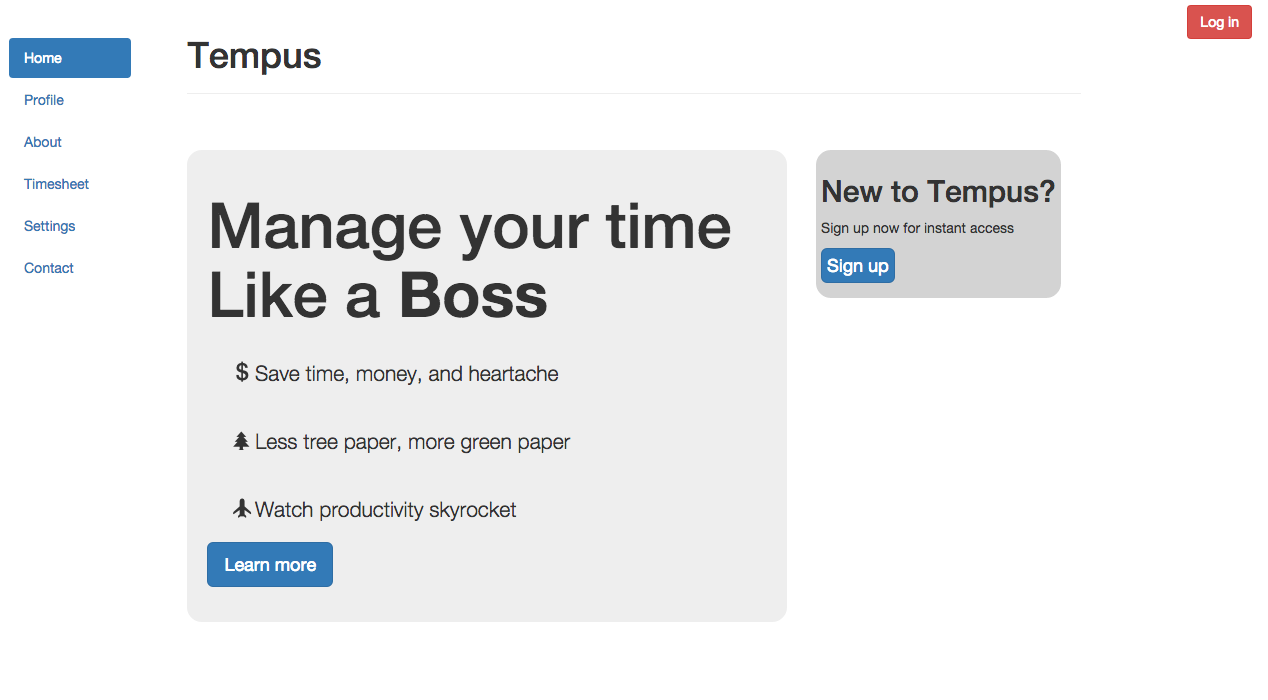 Log in
Tempus
Home
Profile
About
Timesheet
Settings
Contact
Manage your time
Like a Boss
$ Save time, money, and heartache
Less tree paper, more green paper
Watch productivity skyrocket
Learn more
New to Tempus?
Sign up now for instant access
Sign up